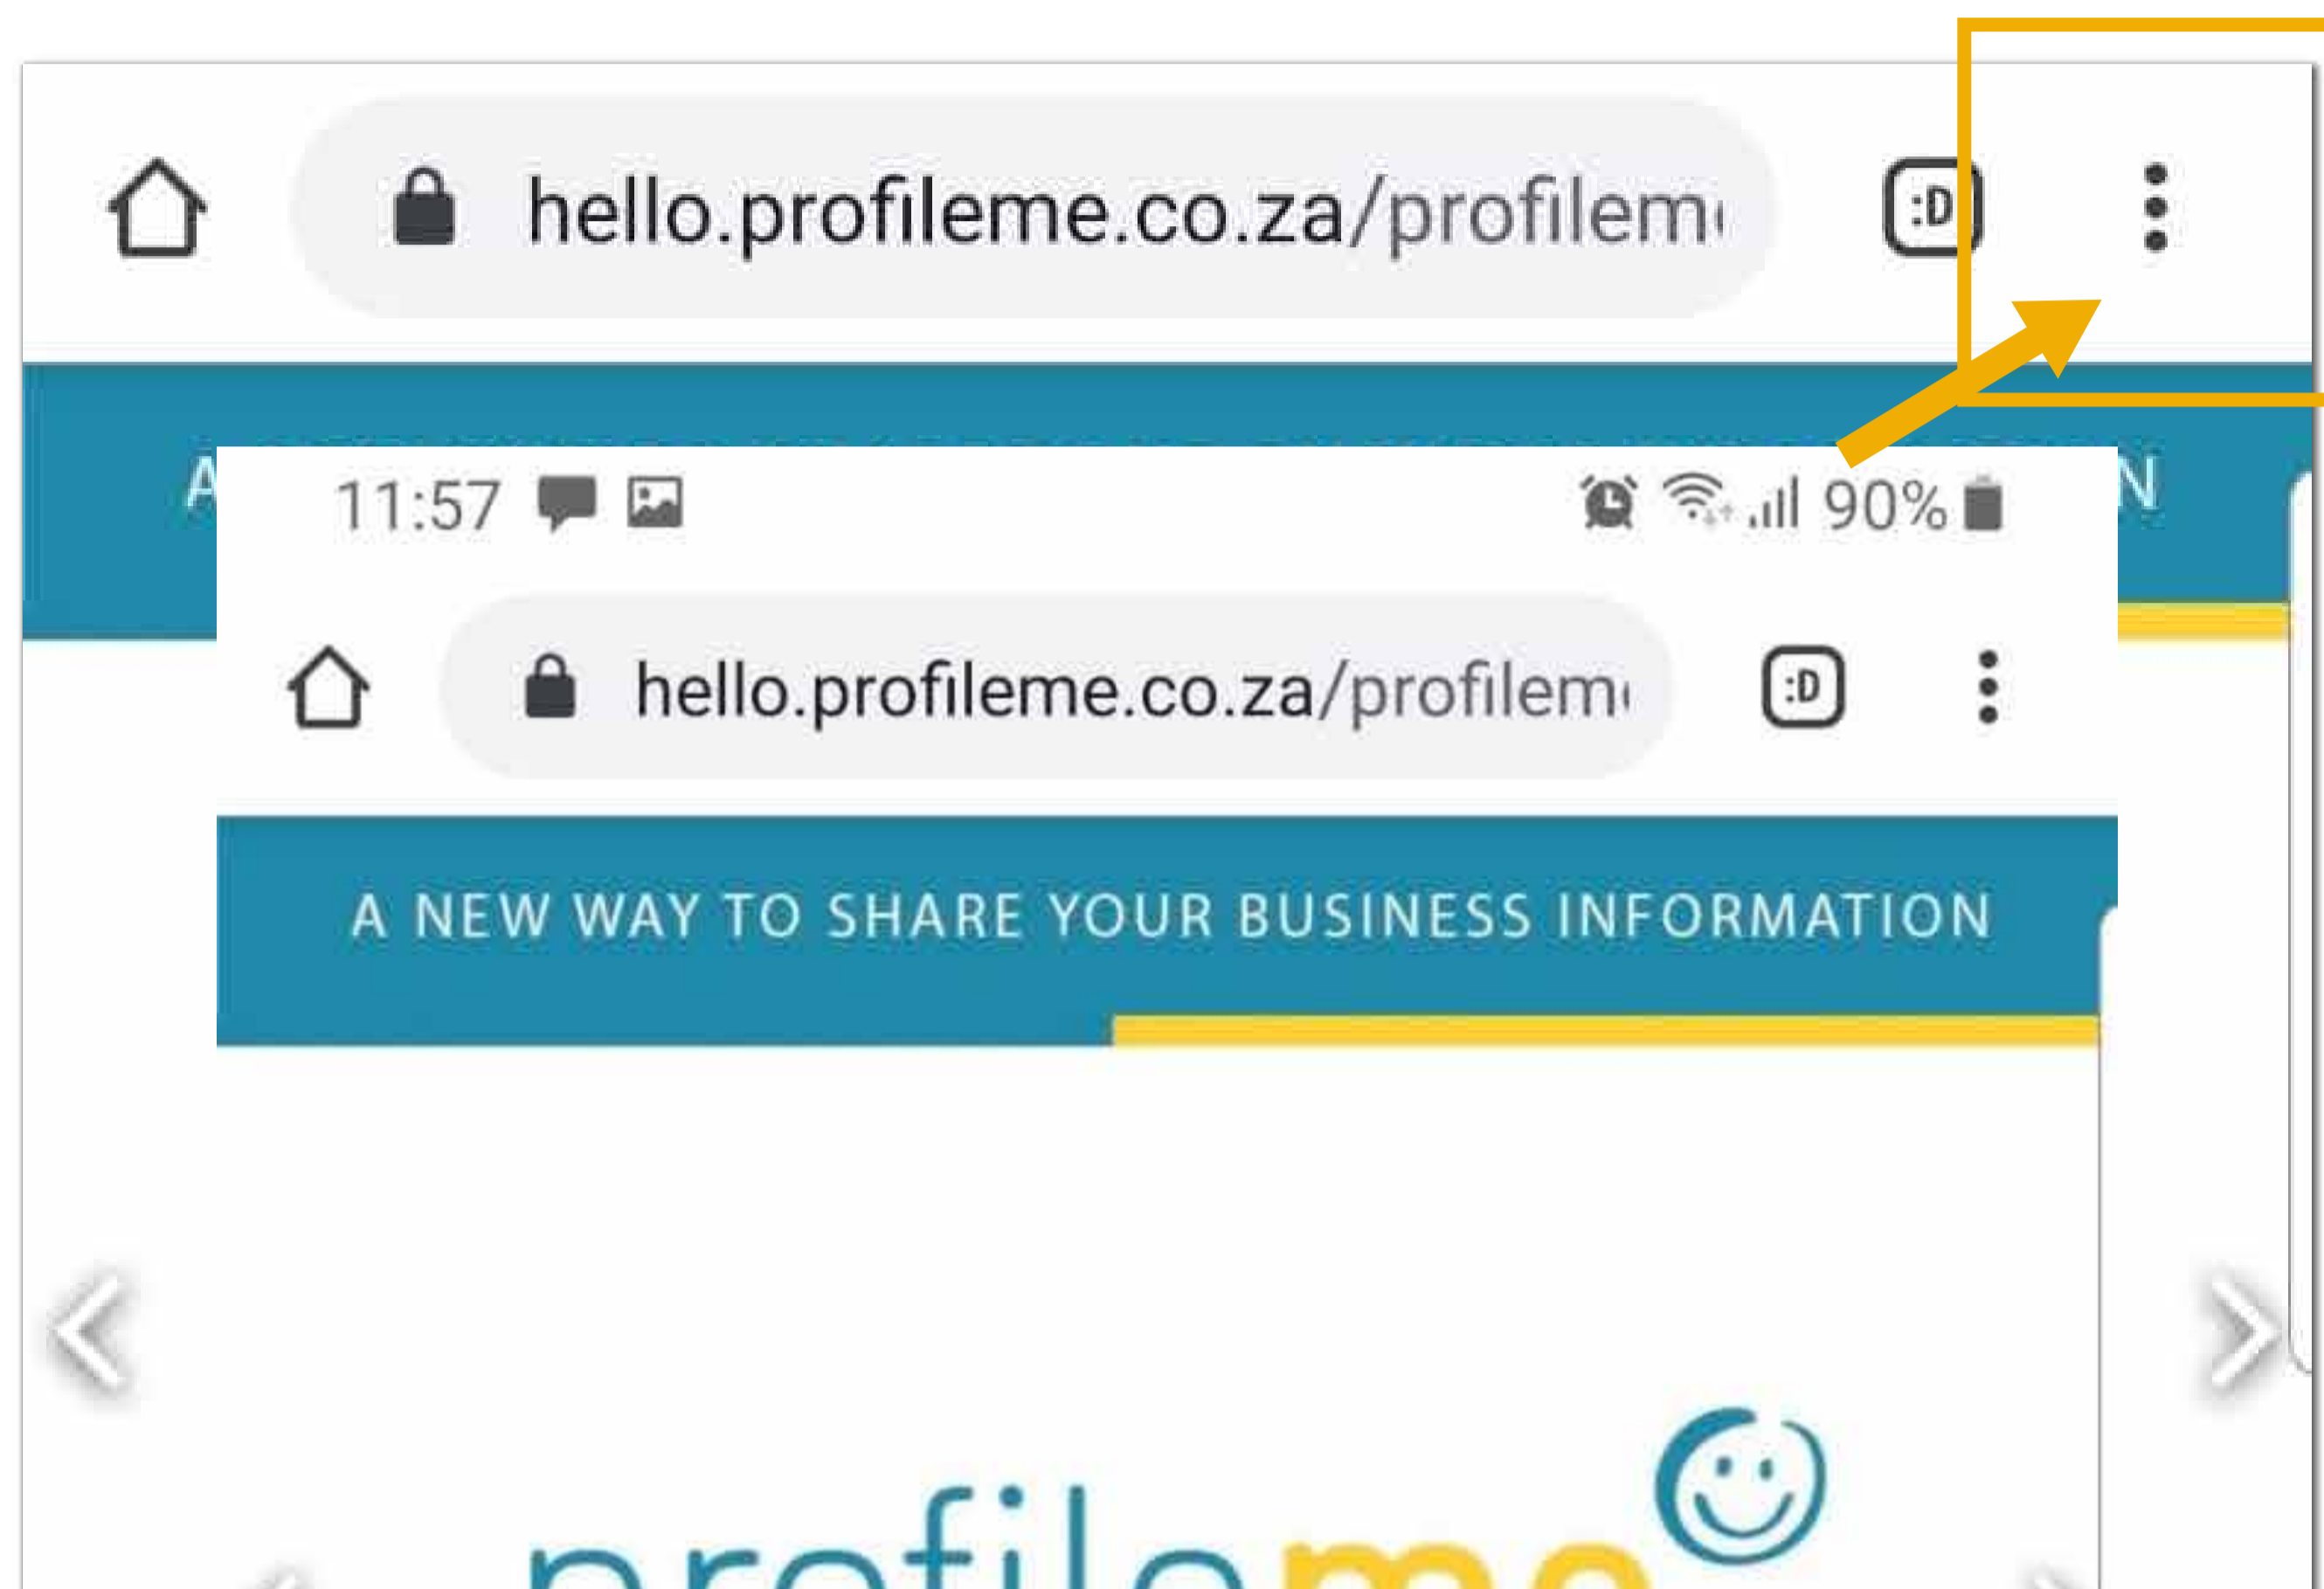 hello.profileme.co.za/profilem
:D
A N
11:57 90%
hello.profileme.co.za/profilem
:D
A NEW WAY TO SHARE YOUR BUSINESS INFORMATION
profileme